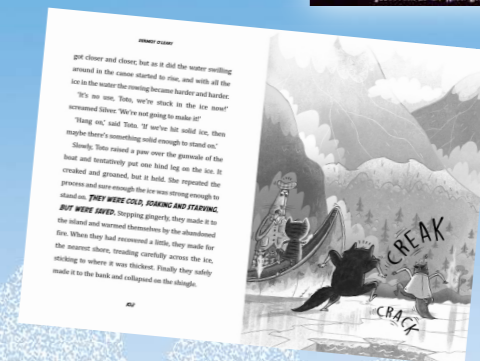 DERMOT O'LEARY
got closer and closer, but as it did the water swilling
around in the canoe started to rise, and with all the
ice in the water the rowing became harder and harder.
'It's no use, Toto, we're stuck in the ice now!'
screamed Silver. 'We're not going to make it!'
'Hang on,' said Toto. 'If we've hit solid ice, then
maybe there's something solid enough to stand on.'
Slowly, Toto raised a paw over the gunwale of the
boat and tentatively put one hind leg on the ice. It
creaked and groaned, but it held. She repeated the
process and sure enough the ice was strong enough to
stand on. THEY WERE COLD, SOAKING AND STARVING,
BUT WERE SAVED. Stepping gingerly, they made it to
the island and warmed themselves by the abandoned
fire. When they had recovered a little, they made for
the nearest shore, treading carefully across the ice,
sticking to where it was thickest. Finally they safely
made it to the bank and collapsed on the shingle.
CREAK
CRACK